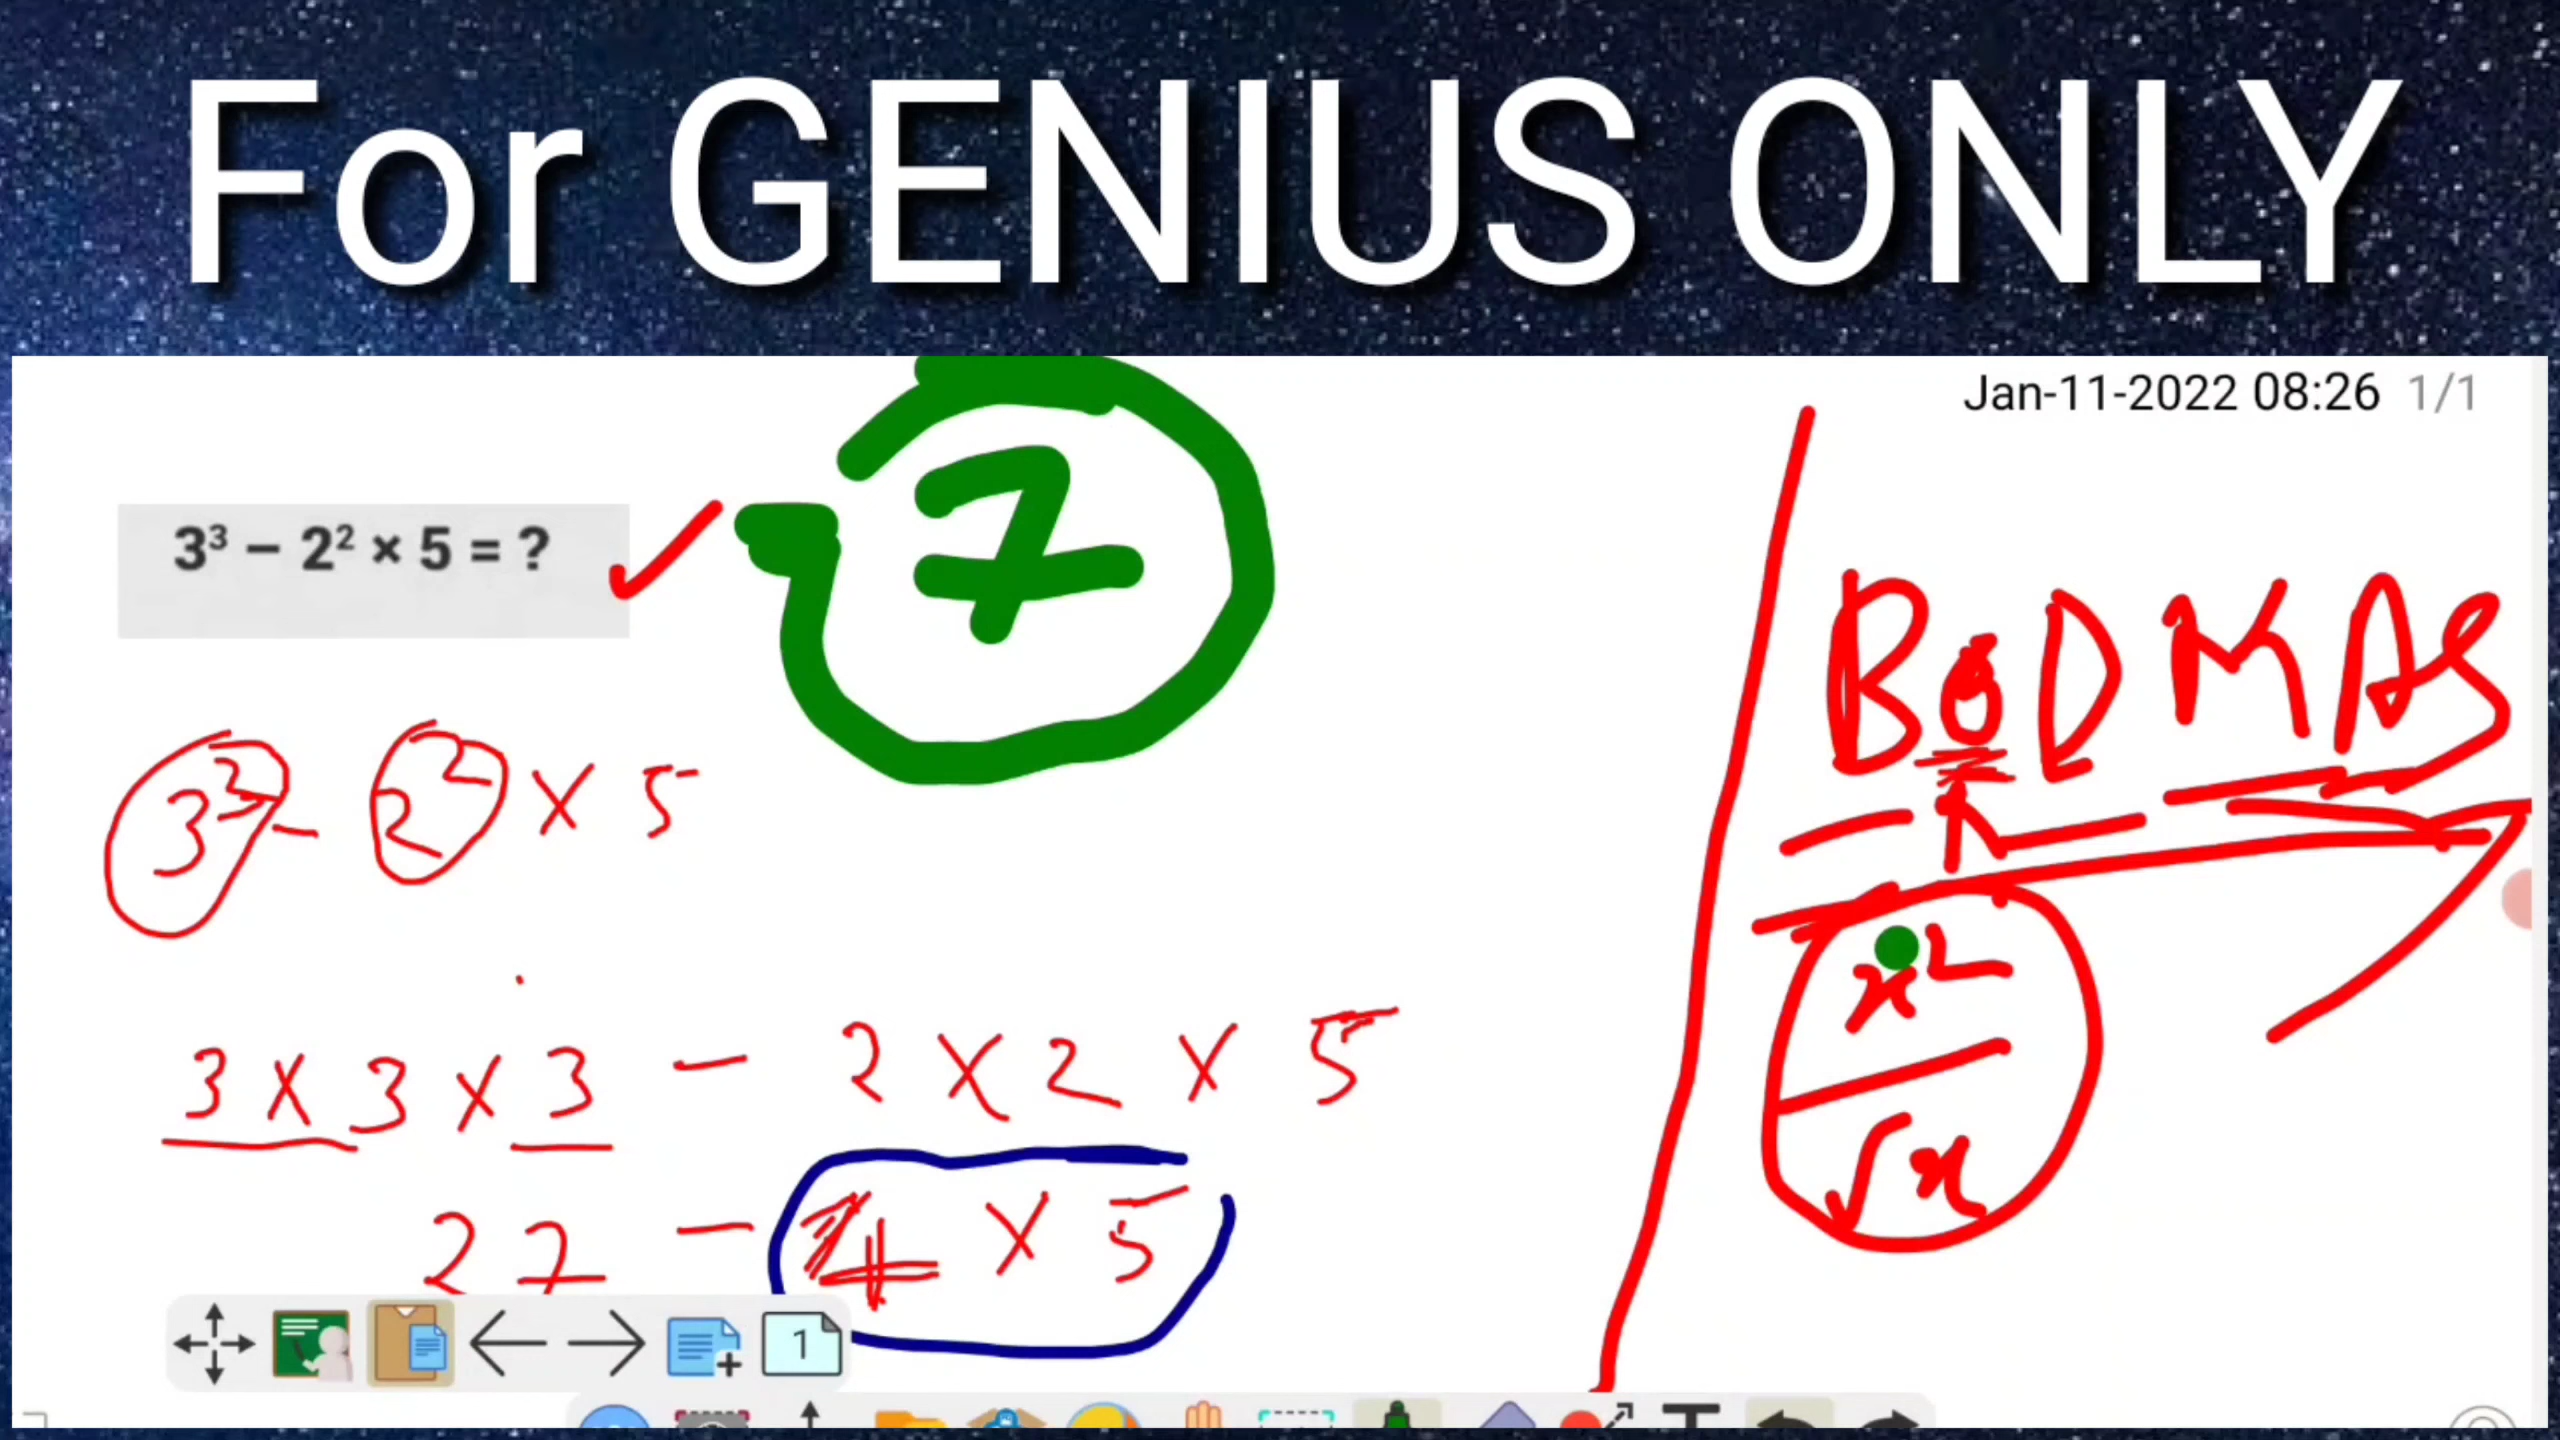 For GENIUS ONLY
Jan-11-2022 08:26 1/1
7
3³ – 2² × 5 = ?
BODMAS
3³ - 2² × 5
x²
3 × 3 × 3 - 2 × 2 × 5
√x
27 - 4 × 5
1